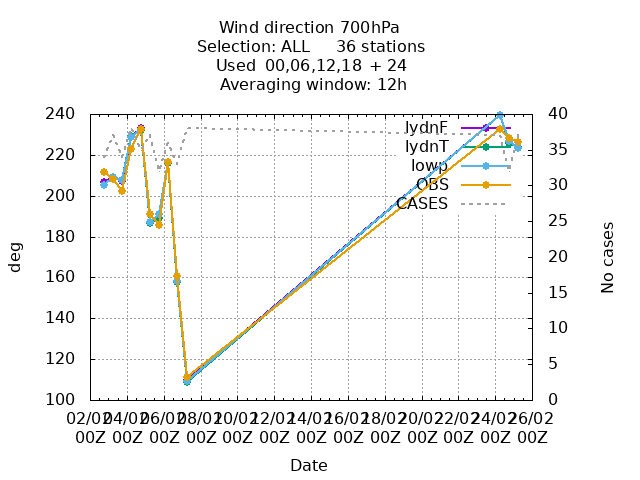 Wind direction 700hPa
Selection: ALL     36 stations
Used  00,06,12,18  + 24
Averaging window: 12h
240
220
200
180
160
140
120
100
deg
40
35
30
25
20
15
10
5
0
No cases
lydnF
lydnT
lowp
OBS
CASES
02/02 04/02 06/02 08/02 10/02 12/02 14/02 16/02 18/02 20/02 22/02 24/02 26/02
00Z 00Z 00Z 00Z 00Z 00Z 00Z 00Z 00Z 00Z 00Z 00Z 00Z
Date